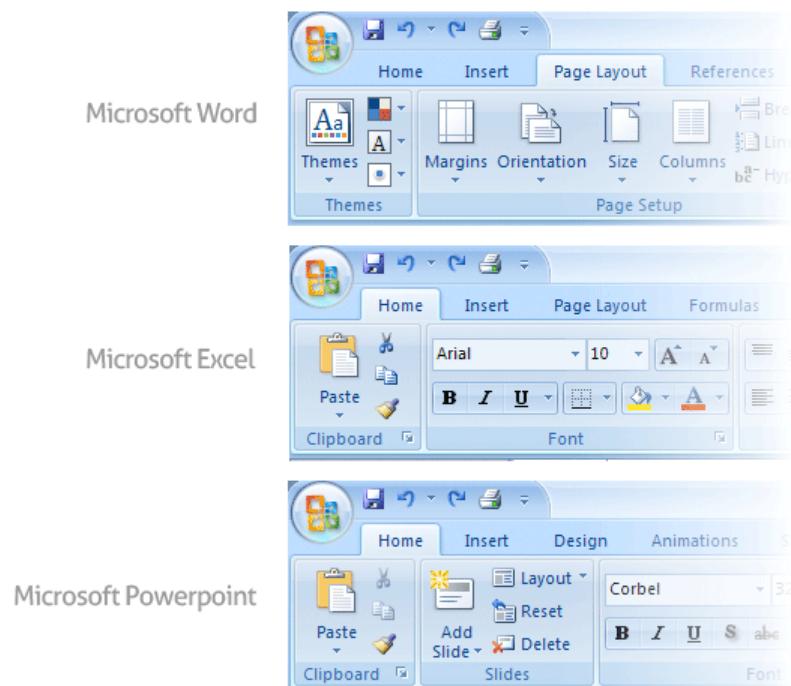 Microsoft Word
Home Insert Page Layout References
Aa
A
Themes Margins Orientation Size Columns
Themes Page Setup
Microsoft Excel
Home Insert Page Layout Formulas
Arial 10 A A
Paste B I U A
Clipboard Font
Microsoft Powerpoint
Home Insert Design Animations
Layout
Corbel
Reset
Paste Add Slide Delete
B I U S abc
Clipboard Slides Font